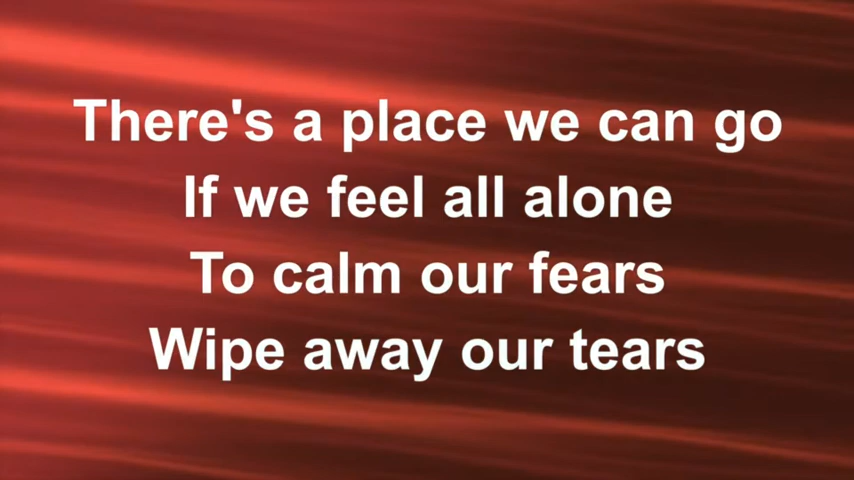 There's a place we can go
If we feel all alone
To calm our fears
Wipe away our tears